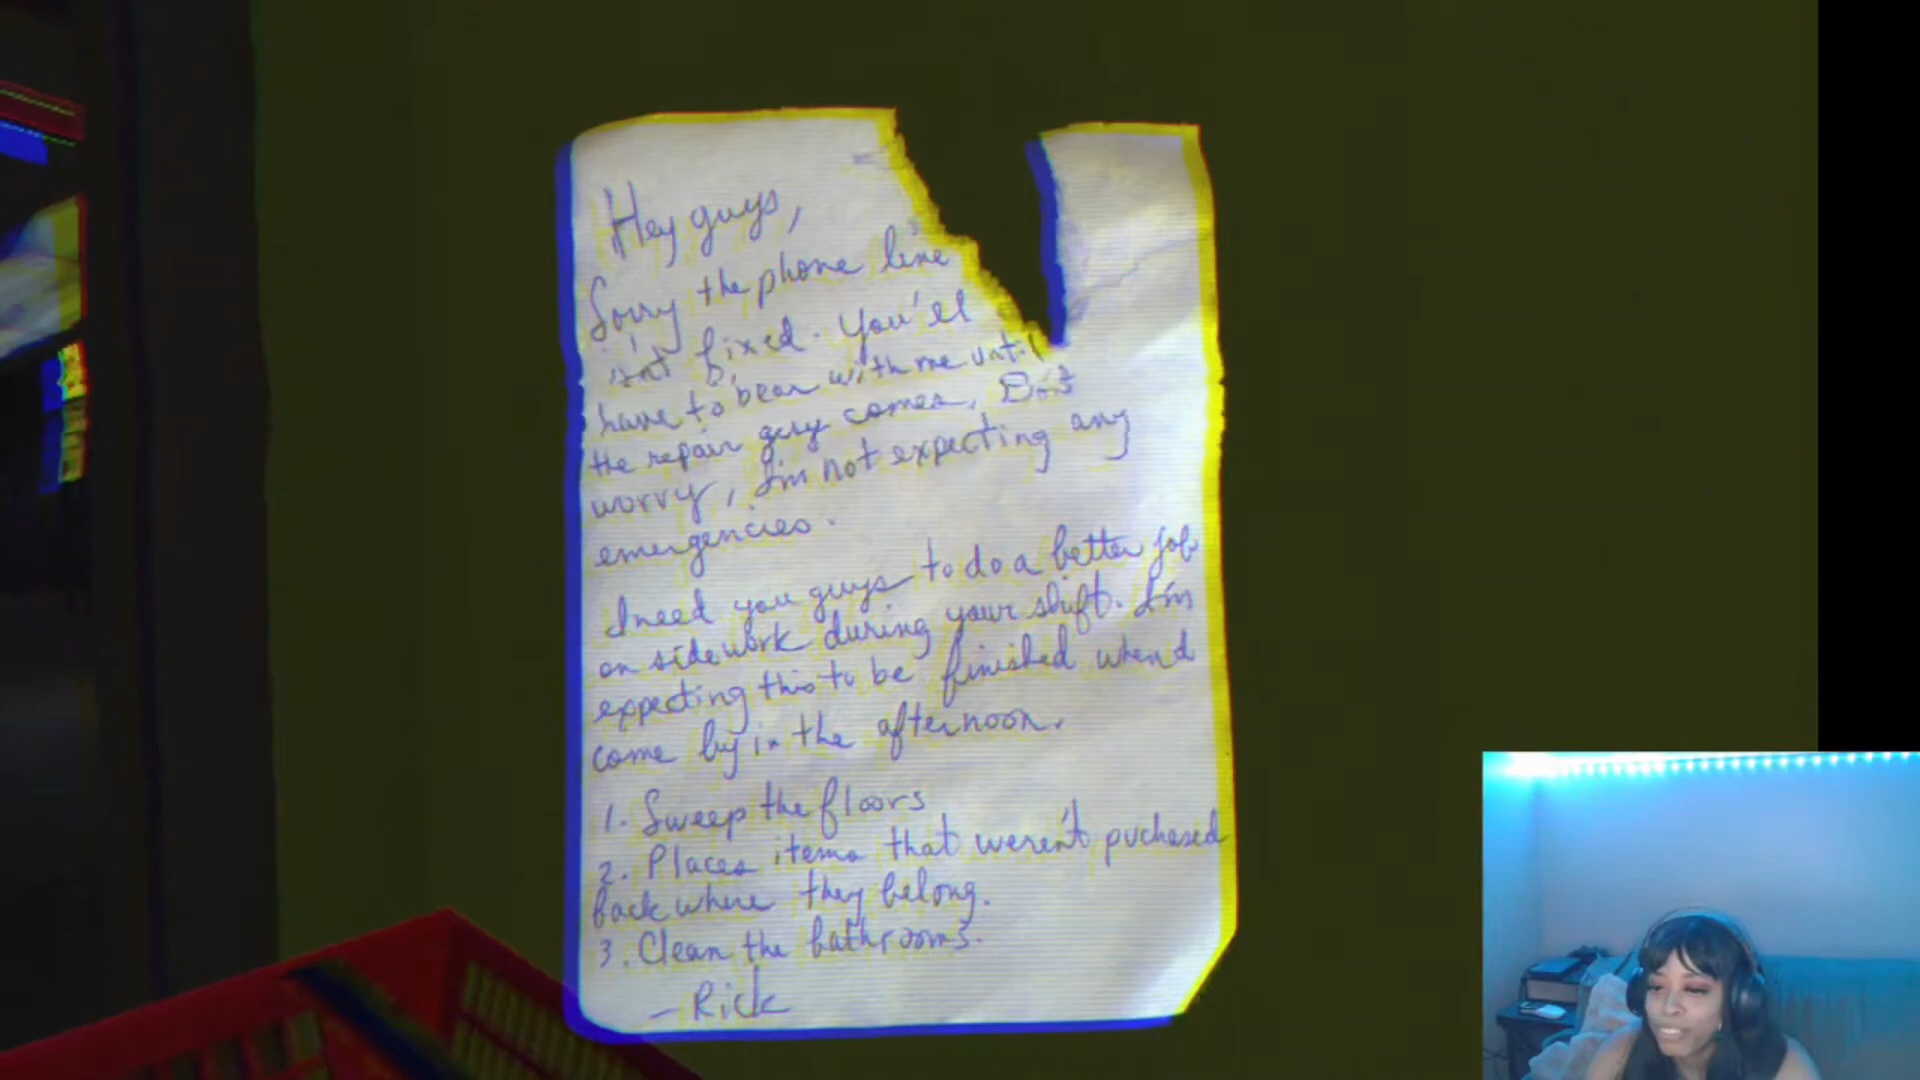 Hey guys,
Sorry the phone line
isnt fixed. You'll
have to bear with me until
the repair guy comes. Don't
worry, I'm not expecting any
emergencies.
I need you guys to do a better job
on sidework during your shift. I'm
expecting this to be finished when I
come by in the afternoon.
1. Sweep the floors
2. Places items that weren't puchased
back where they belong.
3. Clean the bathrooms.
- Rick